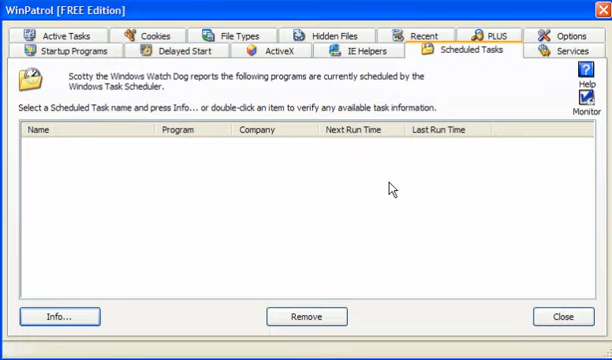 WinPatrol [FREE Edition]
Active Tasks Cookies File Types Hidden Files Recent PLUS Options
Startup Programs Delayed Start ActiveX IE Helpers Scheduled Tasks Services
Scotty the Windows Watch Dog reports the following programs are currently scheduled by the
Windows Task Scheduler.
Help
Select a Scheduled Task name and press Info... or double-click an item to verify any available task information.
Monitor
Name Program Company Next Run Time Last Run Time
Info... Remove Close